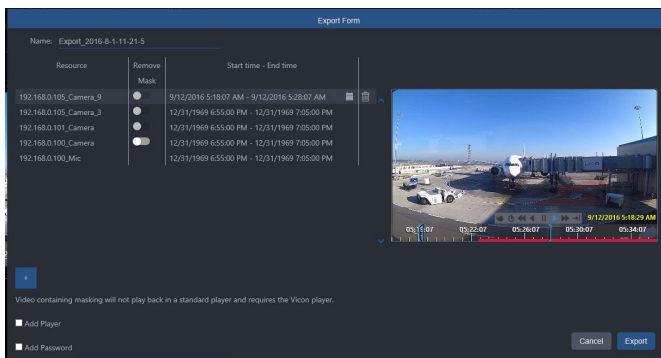 Export Form
Name: Export_2016-8-1-11-21-5
Resource Remove Mask Start time - End time
192.168.0.105_Camera_9 9/12/2016 5:18:07 AM - 9/12/2016 5:28:07 AM
192.168.0.105_Camera_3 12/31/1969 6:55:00 PM - 12/31/1969 7:05:00 PM
192.168.0.101_Camera 12/31/1969 6:55:00 PM - 12/31/1969 7:05:00 PM
192.168.0.100_Camera 12/31/1969 6:55:00 PM - 12/31/1969 7:05:00 PM
192.168.0.100_Mic 12/31/1969 6:55:00 PM - 12/31/1969 7:05:00 PM
9/12/2016 5:18:29 AM
05:22:07 05:26:07 05:30:07 05:34:07
+
Video containing masking will not play back in a standard player and requires the Vicon player.
Add Player
Add Password
Cancel Export